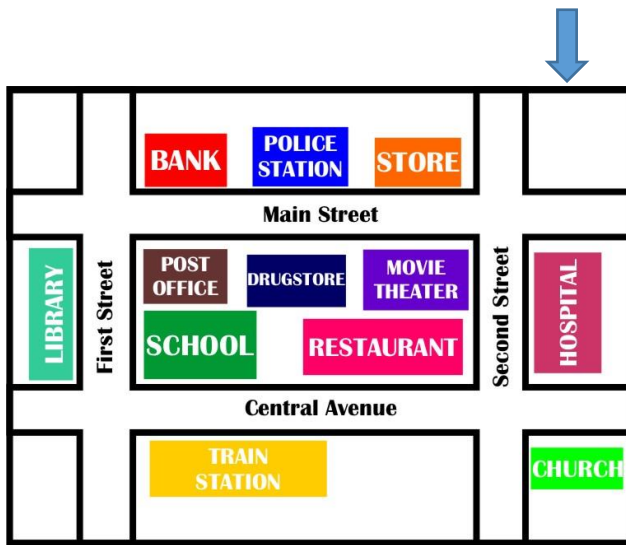 BANK
POLICE
STATION
STORE
Main Street
LIBRARY
First Street
POST
OFFICE
DRUGSTORE
MOVIE
THEATER
Second Street
HOSPITAL
SCHOOL
RESTAURANT
Central Avenue
TRAIN
STATION
CHURCH